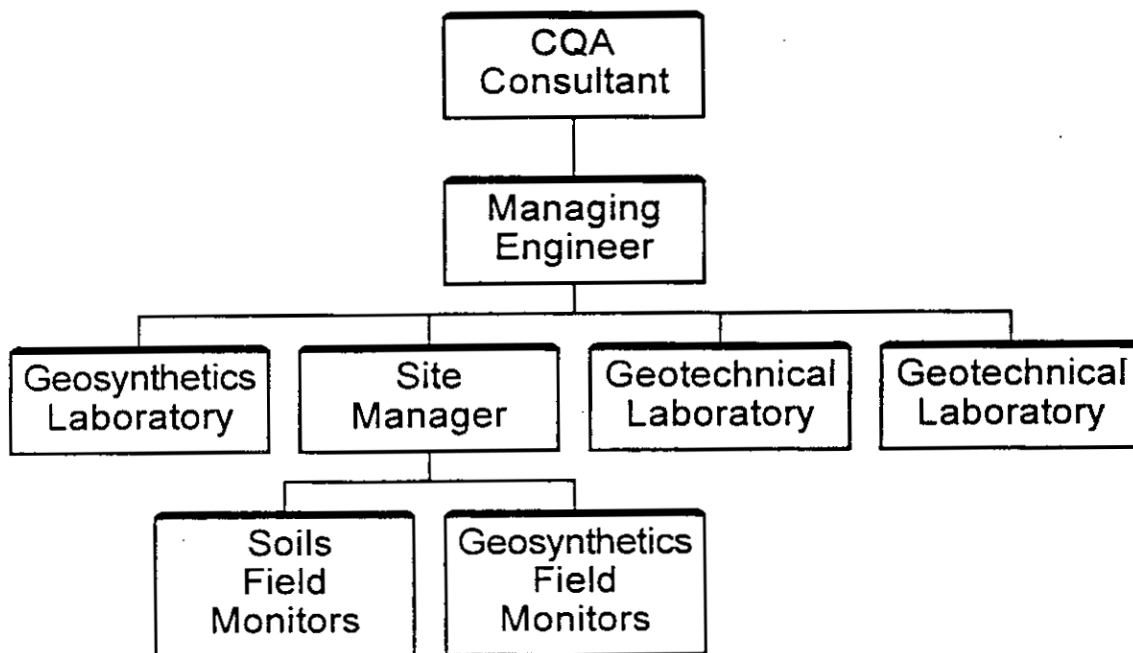 CQA
Consultant
Managing
Engineer
Geosynthetics
Laboratory
Site
Manager
Geotechnical
Laboratory
Geotechnical
Laboratory
Soils
Field
Monitors
Geosynthetics
Field
Monitors